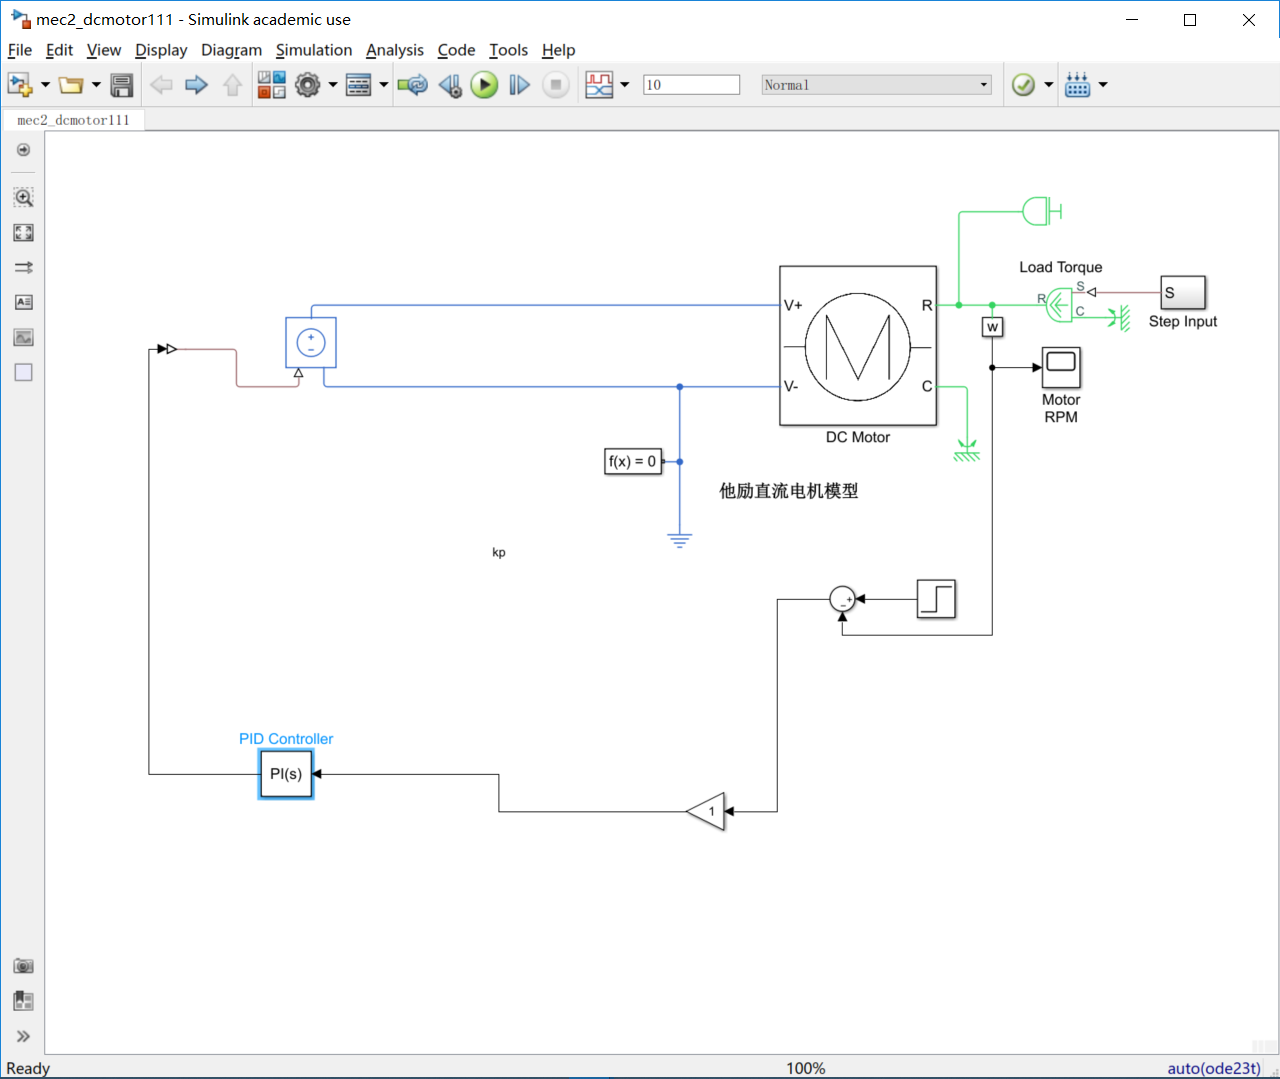 mec2_dcmotor111 - Simulink academic use
File Edit View Display Diagram Simulation Analysis Code Tools Help
10 Normal
mec2_dcmotor111
Load Torque
S
R
C
S
Step Input
V+
R
w
V-
C
Motor
RPM
DC Motor
f(x) = 0
他励直流电机模型
kp
PID Controller
PI(s)
1
Ready 100% auto(ode23t)